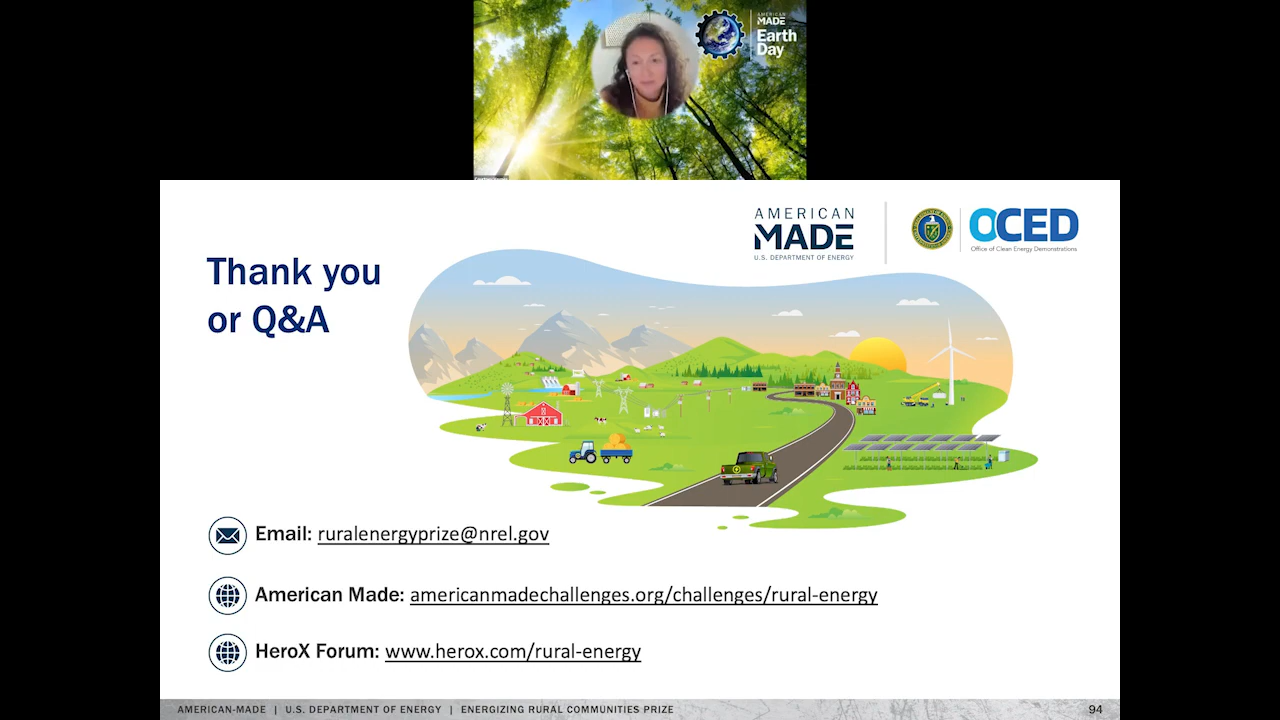 AMERICAN
MADE
Earth
Day
AMERICAN
MADE
U.S. DEPARTMENT OF ENERGY
OCED
Office of Clean Energy Demonstrations
Thank you
or Q&A
Email: ruralenergyprize@nrel.gov
American Made: americanmadechallenges.org/challenges/rural-energy
HeroX Forum: www.herox.com/rural-energy
AMERICAN-MADE | U.S. DEPARTMENT OF ENERGY | ENERGIZING RURAL COMMUNITIES PRIZE
94